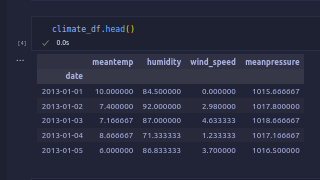 climate_df.head()
[4]
0.0s
...
meantemp humidity wind_speed meanpressure
date
2013-01-01 10.000000 84.500000 0.000000 1015.666667
2013-01-02 7.400000 92.000000 2.980000 1017.800000
2013-01-03 7.166667 87.000000 4.633333 1018.666667
2013-01-04 8.666667 71.333333 1.233333 1017.166667
2013-01-05 6.000000 86.833333 3.700000 1016.500000